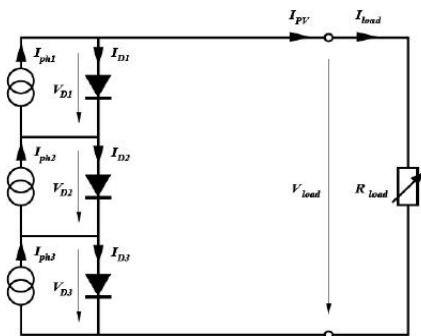 I_PV I_load
I_ph1 V_D1 I_D1
I_ph2 V_D2 I_D2
V_load R_load
I_ph3 V_D3 I_D3